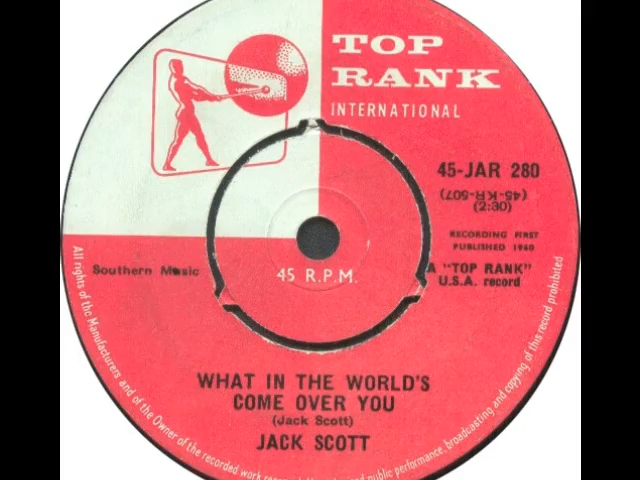 TOP
RANK
INTERNATIONAL
45-JAR 280
(45-KR-507)
(2:30)
RECORDING FIRST
PUBLISHED 1960
A "TOP RANK"
U.S.A. record
Southern Music
45 R.P.M.
WHAT IN THE WORLD'S
COME OVER YOU
(Jack Scott)
JACK SCOTT
All rights of the Manufacturers and of the Owner of the recorded work reserved public performance, broadcasting and copying of this record prohibited